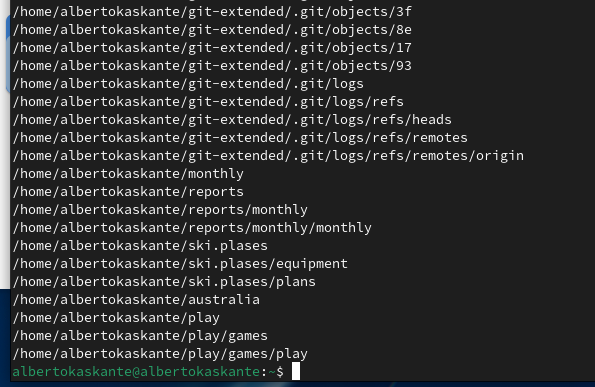 /home/albertokaskante/git-extended/.git/objects/3f
/home/albertokaskante/git-extended/.git/objects/8e
/home/albertokaskante/git-extended/.git/objects/17
/home/albertokaskante/git-extended/.git/objects/93
/home/albertokaskante/git-extended/.git/logs
/home/albertokaskante/git-extended/.git/logs/refs
/home/albertokaskante/git-extended/.git/logs/refs/heads
/home/albertokaskante/git-extended/.git/logs/refs/remotes
/home/albertokaskante/git-extended/.git/logs/refs/remotes/origin
/home/albertokaskante/monthly
/home/albertokaskante/reports
/home/albertokaskante/reports/monthly
/home/albertokaskante/reports/monthly/monthly
/home/albertokaskante/ski.plases
/home/albertokaskante/ski.plases/equipment
/home/albertokaskante/ski.plases/plans
/home/albertokaskante/australia
/home/albertokaskante/play
/home/albertokaskante/play/games
/home/albertokaskante/play/games/play
albertokaskante@albertokaskante:~$